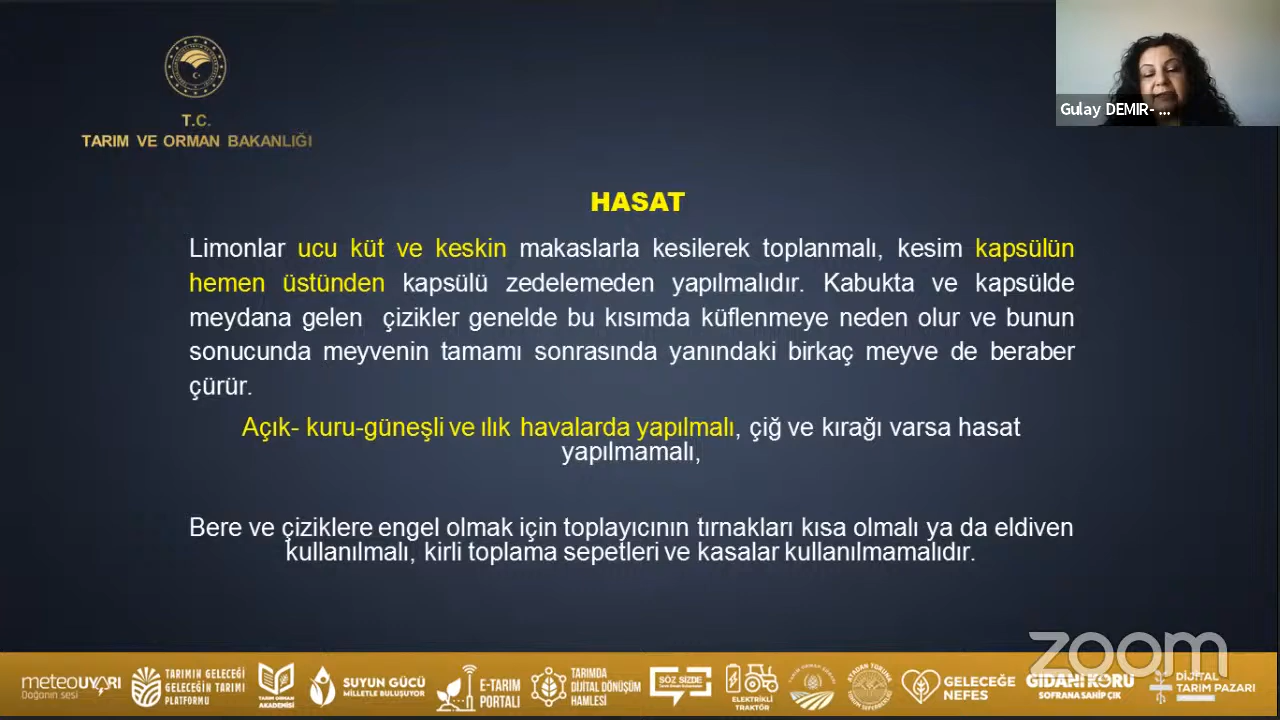 Gulay DEMIR- ...
T.C.
TARIM VE ORMAN BAKANLIĞI
HASAT
Limonlar ucu küt ve keskin makaslarla kesilerek toplanmalı, kesim kapsülün
hemen üstünden kapsülü zedelemeden yapılmalıdır. Kabukta ve kapsülde
meydana gelen çizikler genelde bu kısımda küflenmeye neden olur ve bunun
sonucunda meyvenin tamamı sonrasında yanındaki birkaç meyve de beraber
çürür.
Açık- kuru-güneşli ve ılık havalarda yapılmalı, çiğ ve kırağı varsa hasat
yapılmamalı,
Bere ve çiziklere engel olmak için toplayıcının tırnakları kısa olmalı ya da eldiven
kullanılmalı, kirli toplama sepetleri ve kasalar kullanılmamalıdır.
zoom
meteoUYARI
Doğanın sesi
TARIMIN GELECEĞİ
GELECEĞİN TARIMI
PLATFORMU
TARIM ORMAN
AKADEMİSİ
SUYUN GÜCÜ
MİLLETLE BULUŞUYOR
E-TARIM
PORTALI
TARIMDA
DİJİTAL DÖNÜŞÜM
HAMLESİ
SÖZ SİZDE
ELEKTRİKLİ
TRAKTÖR
GELECEĞE
NEFES
GIDANI KORU
SOFRANA SAHİP ÇIK
DİJİTAL
TARIM PAZARI